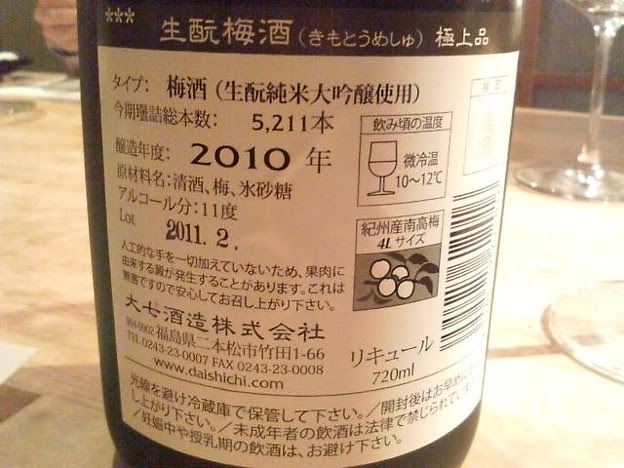 *** 生酛梅酒(きもとうめしゅ) 極上品
タイプ: 梅酒(生酛純米大吟醸使用)
今期壜詰総本数: 5,211本
醸造年度: 2010 年
原材料名:清酒、梅、氷砂糖
アルコール分:11度
Lot 2011. 2.
飲み頃の温度
微冷温
10〜12℃
紀州産南高梅
4Lサイズ
人工的な手を一切加えていないため、果肉に
由来する澱が発生することがあります。これは
無害ですので安心してお召し上がり下さい。
大七酒造株式会社
福島県二本松市竹田1-66
TEL 0243-23-0007 FAX 0243-23-0008
www.daishichi.com
リキュール
720ml
光線を避け冷蔵庫で保管して下さい。/開封後はお早めに
し上がり下さい。/未成年者の飲酒は法律で禁じられてい
/妊娠中や授乳期の飲酒は、お避け下さい。